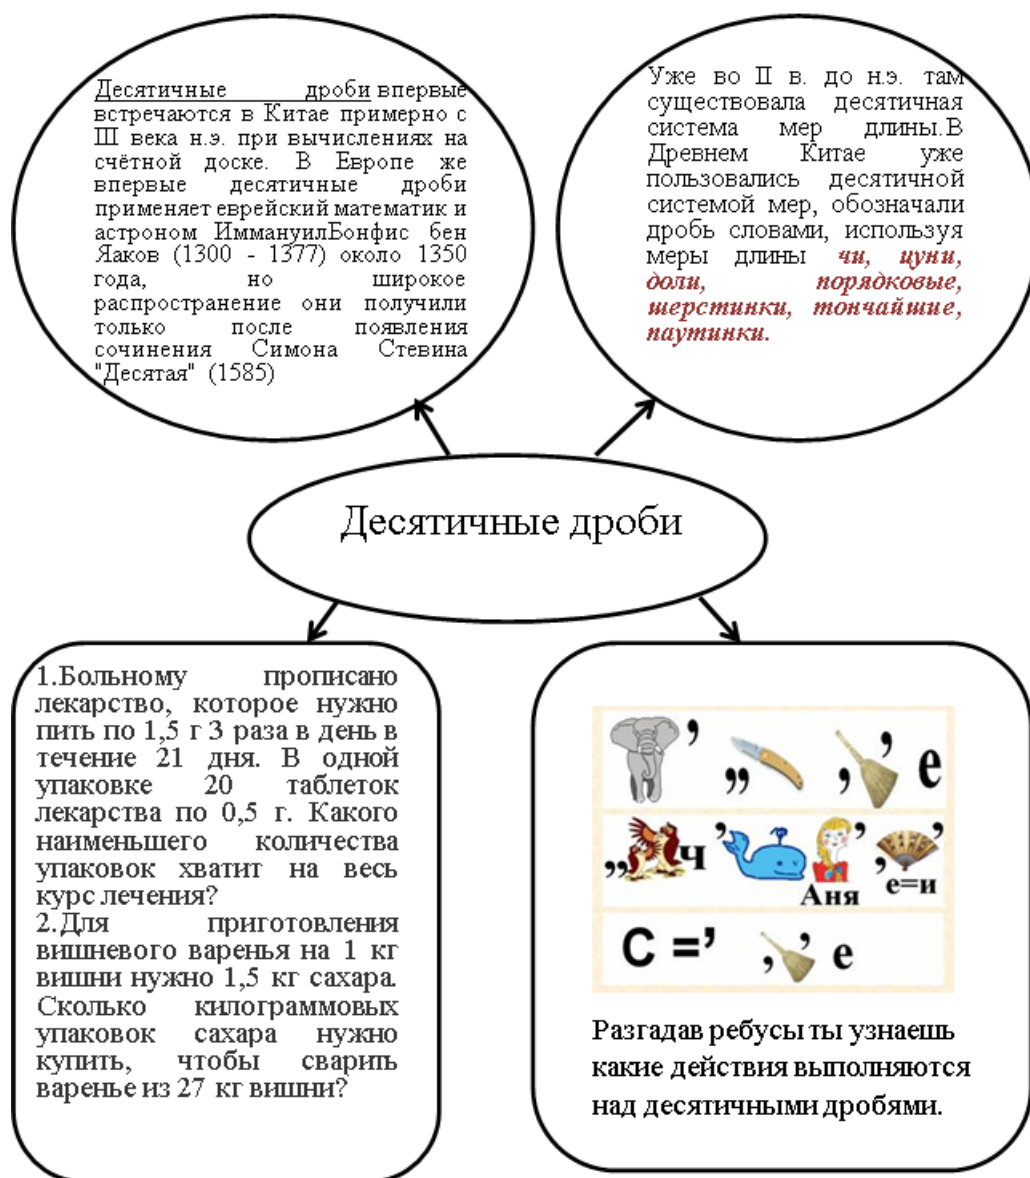 Десятичные дроби впервые
встречаются в Китае примерно с
III века н.э. при вычислениях на
счётной доске. В Европе же
впервые десятичные дроби
применяет еврейский математик и
астроном ИммануилБонфис бен
Яаков (1300 - 1377) около 1350
года, но широкое
распространение они получили
только после появления
сочинения Симона Стевина
"Десятая" (1585)
Уже во II в. до н.э. там
существовала десятичная
система мер длины.В
Древнем Китае уже
пользовались десятичной
системой мер, обозначали
дробь словами, используя
меры длины чи, цуни,
доли, порядковые,
шерстинки, тончайшие,
паутинки.
Десятичные дроби
1.Больному прописано
лекарство, которое нужно
пить по 1,5 г 3 раза в день в
течение 21 дня. В одной
упаковке 20 таблеток
лекарства по 0,5 г. Какого
наименьшего количества
упаковок хватит на весь
курс лечения?
2.Для приготовления
вишневого варенья на 1 кг
вишни нужно 1,5 кг сахара.
Сколько килограммовых
упаковок сахара нужно
купить, чтобы сварить
варенье из 27 кг вишни?
’ ,, , ’ е
,, ч ’ ’ , ’
Аня е=и
С =’ , ’ е
Разгадав ребусы ты узнаешь
какие действия выполняются
над десятичными дробями.